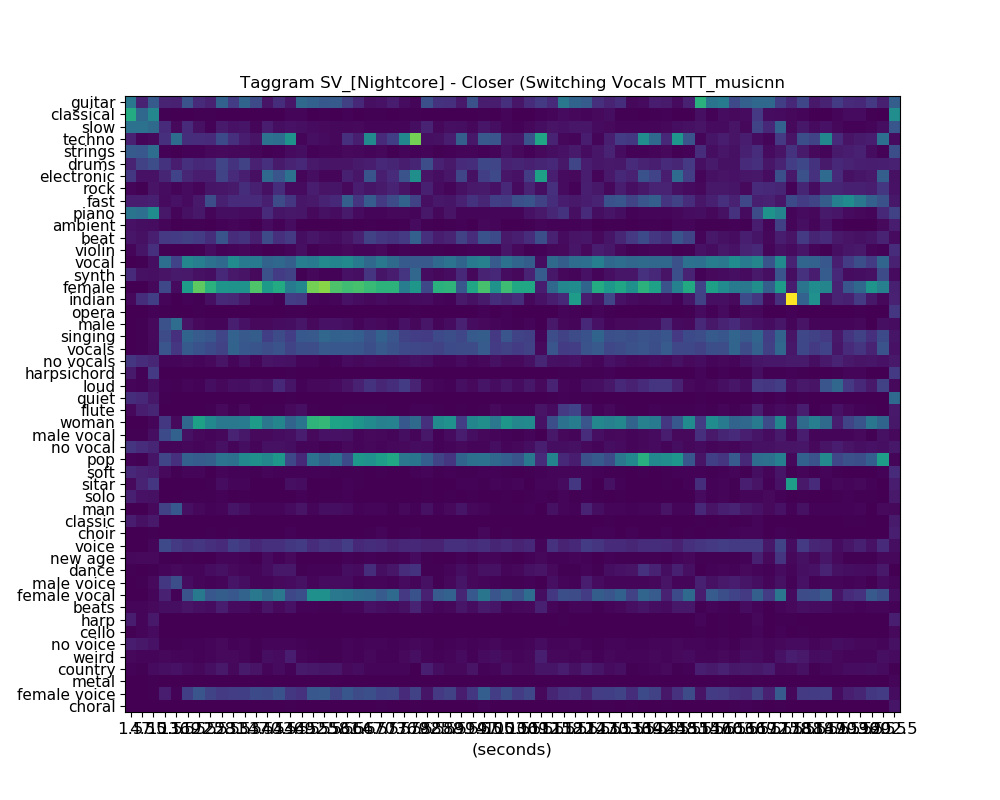 Taggram SV_[Nightcore] - Closer (Switching Vocals MTT_musicnn
guitar
classical
slow
techno
strings
drums
electronic
rock
fast
piano
ambient
beat
violin
vocal
synth
female
indian
opera
male
singing
vocals
no vocals
harpsichord
loud
quiet
flute
woman
male vocal
no vocal
pop
soft
sitar
solo
man
classic
choir
voice
new age
dance
male voice
female vocal
beats
harp
cello
no voice
weird
country
metal
female voice
choral
(seconds)